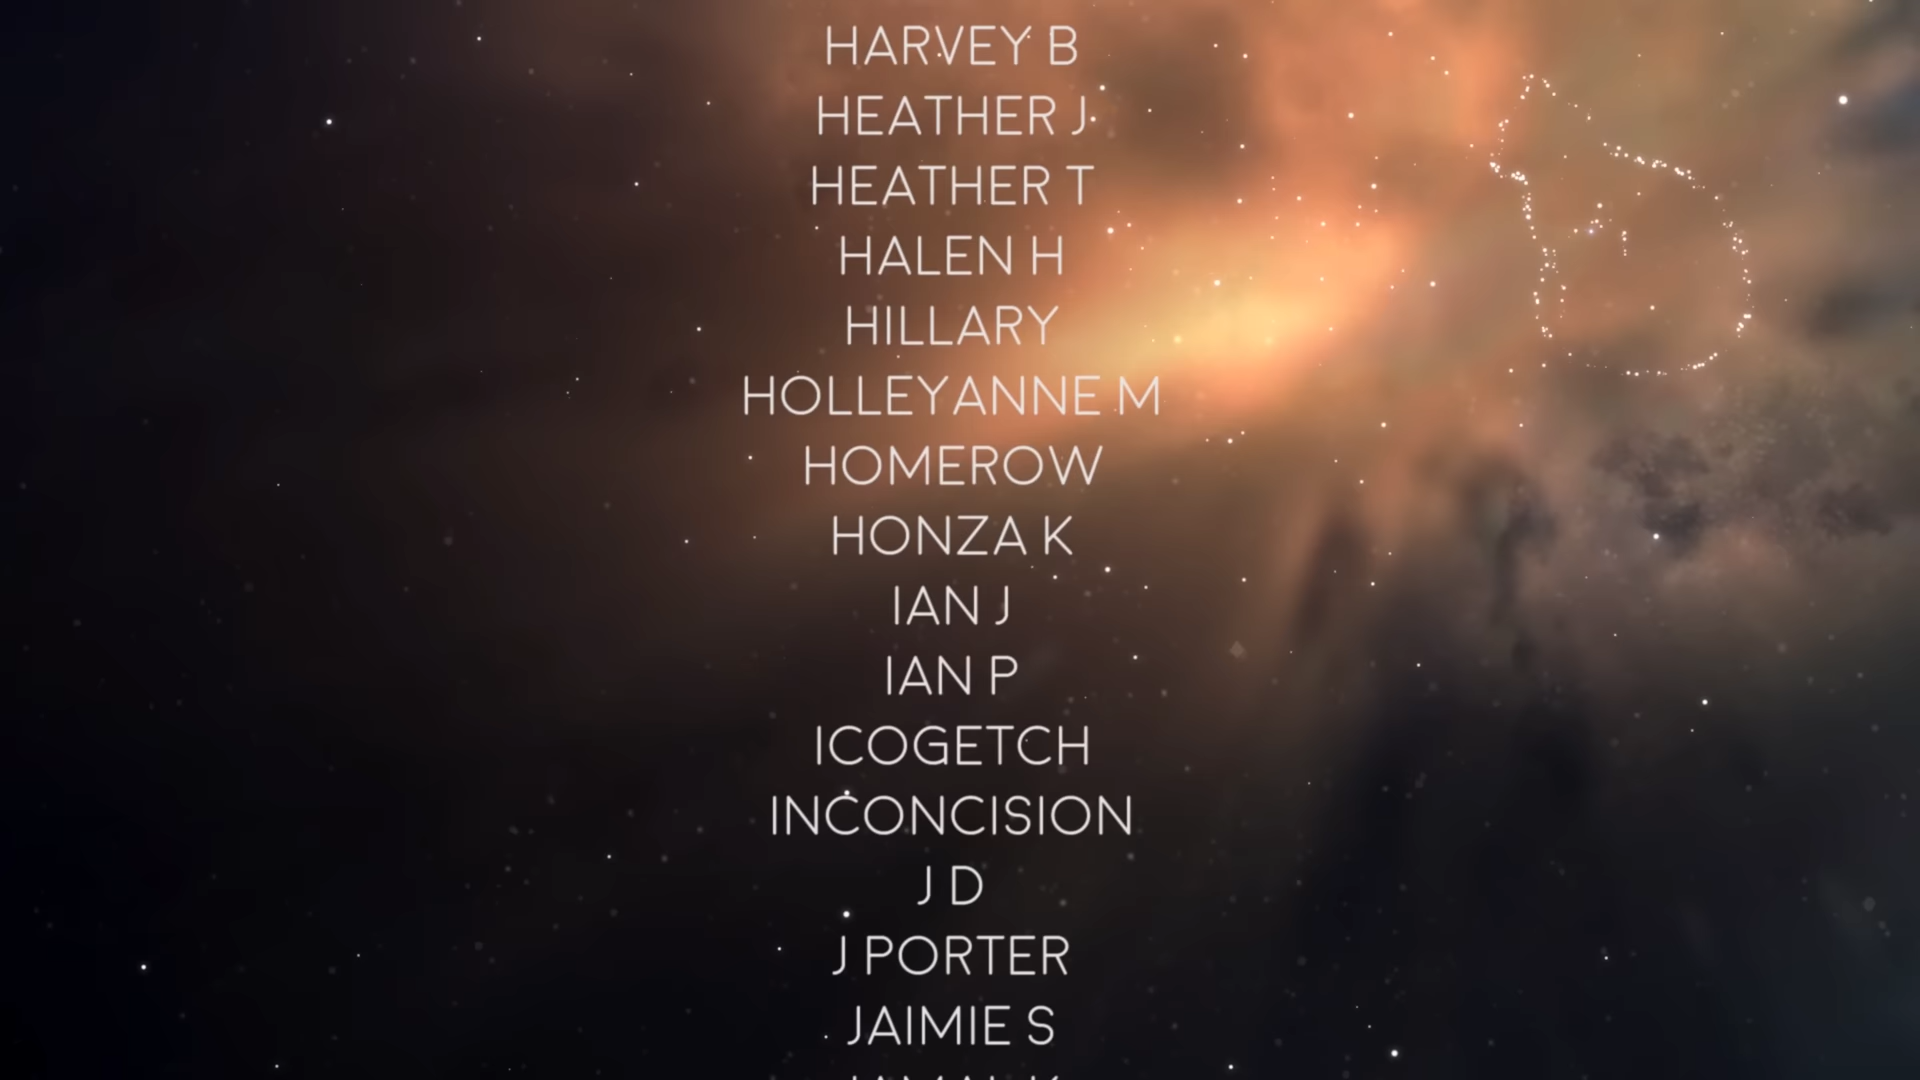 HARVEY B
HEATHER J
HEATHER T
HALEN H
HILLARY
HOLLEYANNE M
HOMEROW
HONZA K
IAN J
IAN P
ICOGETCH
INCONCISION
J D
J PORTER
JAIMIE S